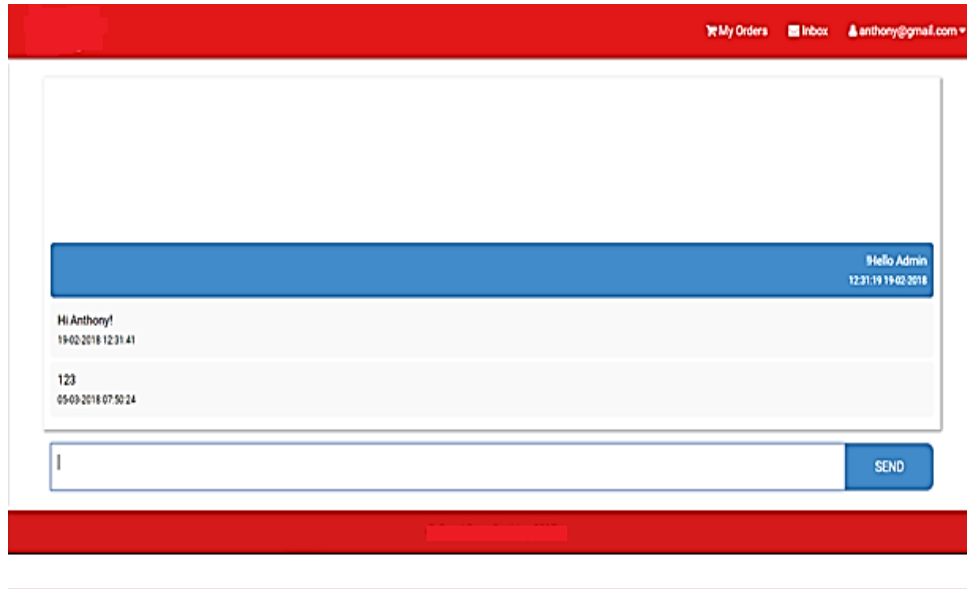 My Orders Inbox anthony@gmail.com
!Hello Admin
12:31:19 19-02-2018
Hi Anthony!
19-02-2018 12:31:41
123
05-03-2018 07:50:24
SEND